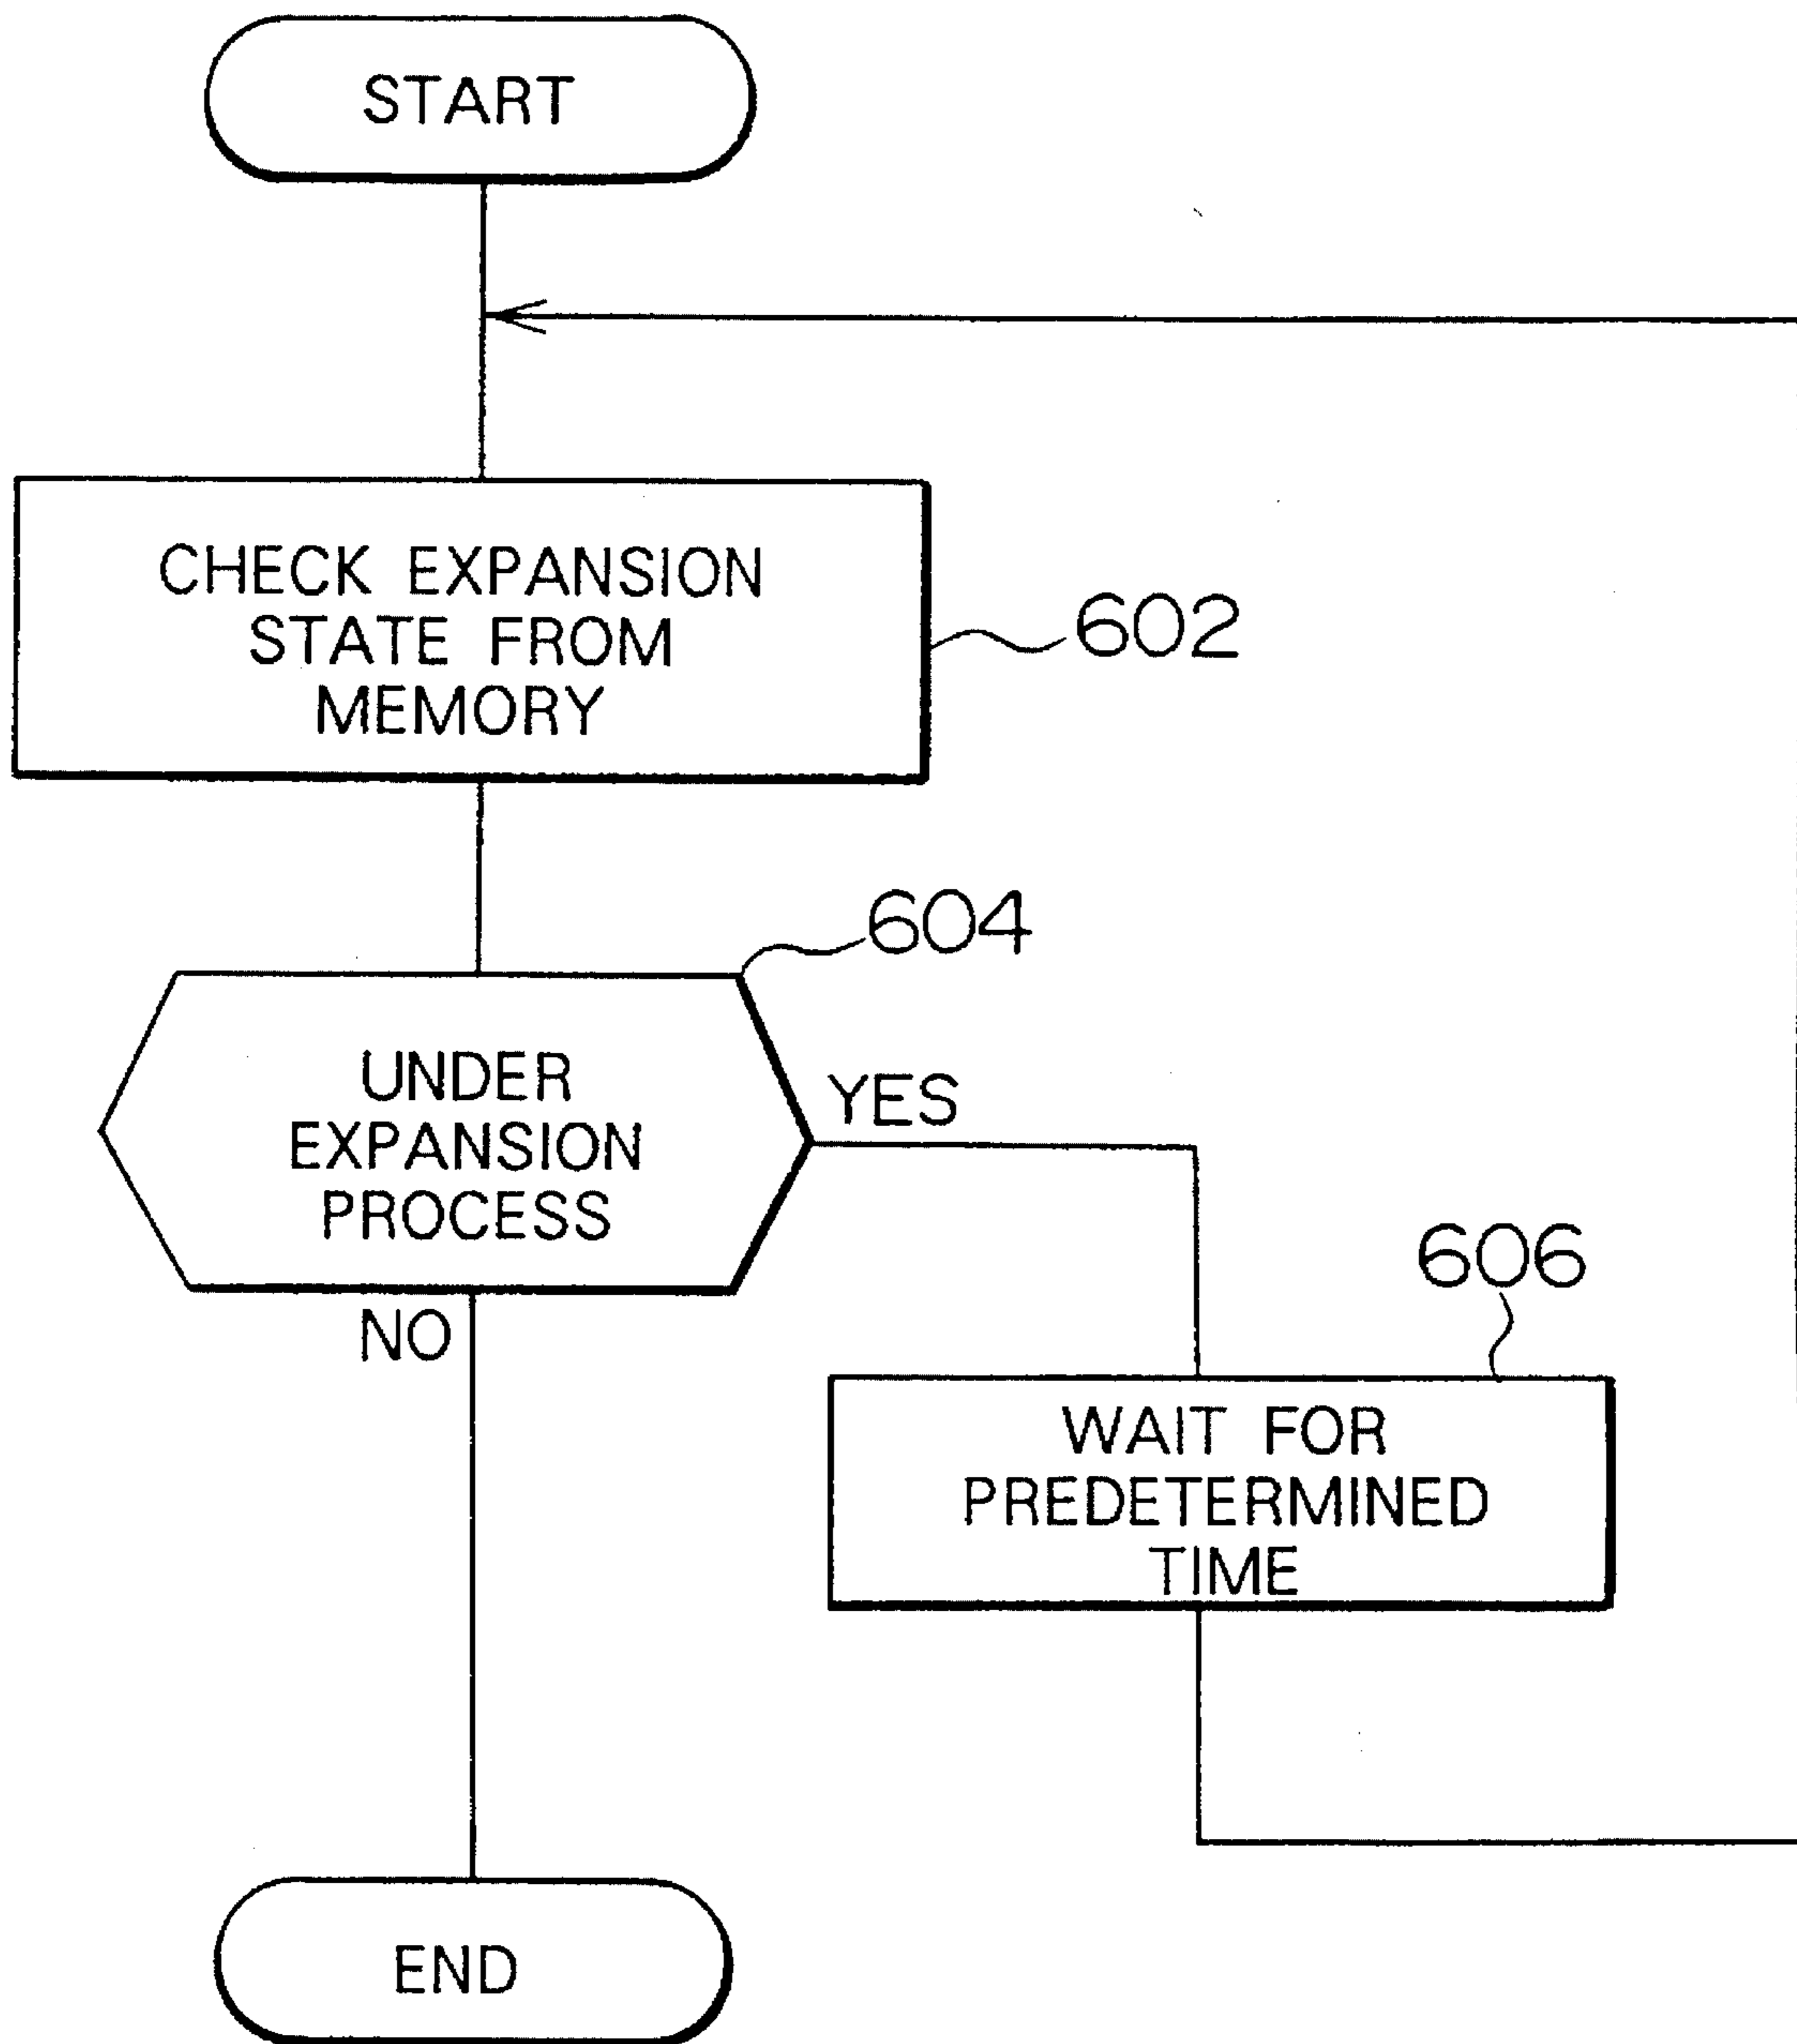 START
CHECK EXPANSION
STATE FROM
MEMORY
602
604
UNDER
EXPANSION
PROCESS
YES
NO
606
WAIT FOR
PREDETERMINED
TIME
END